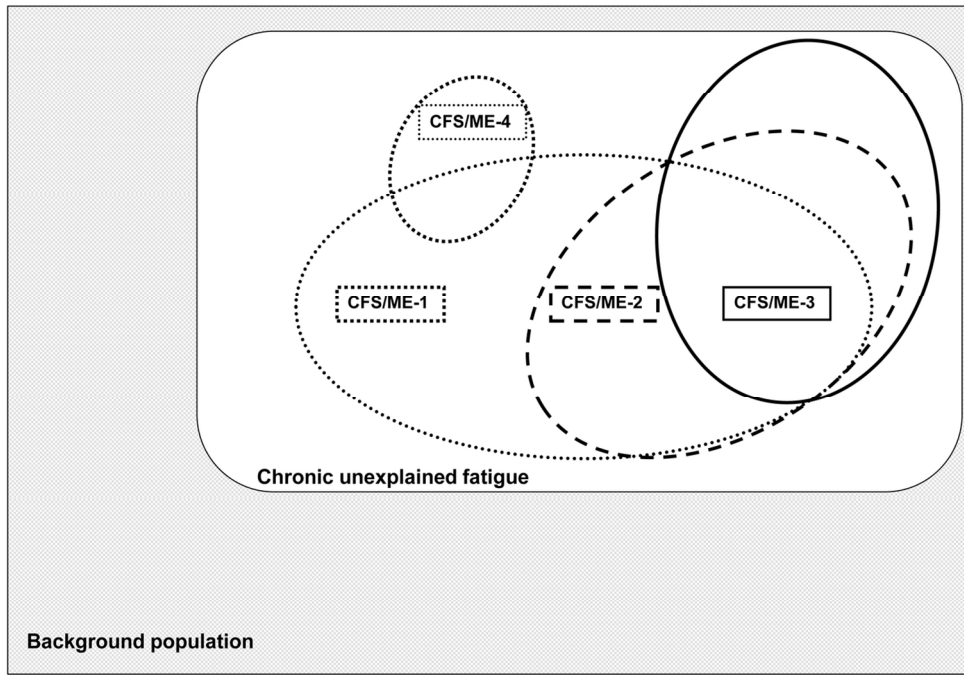 CFS/ME-4
CFS/ME-1
CFS/ME-2
CFS/ME-3
Chronic unexplained fatigue
Background population